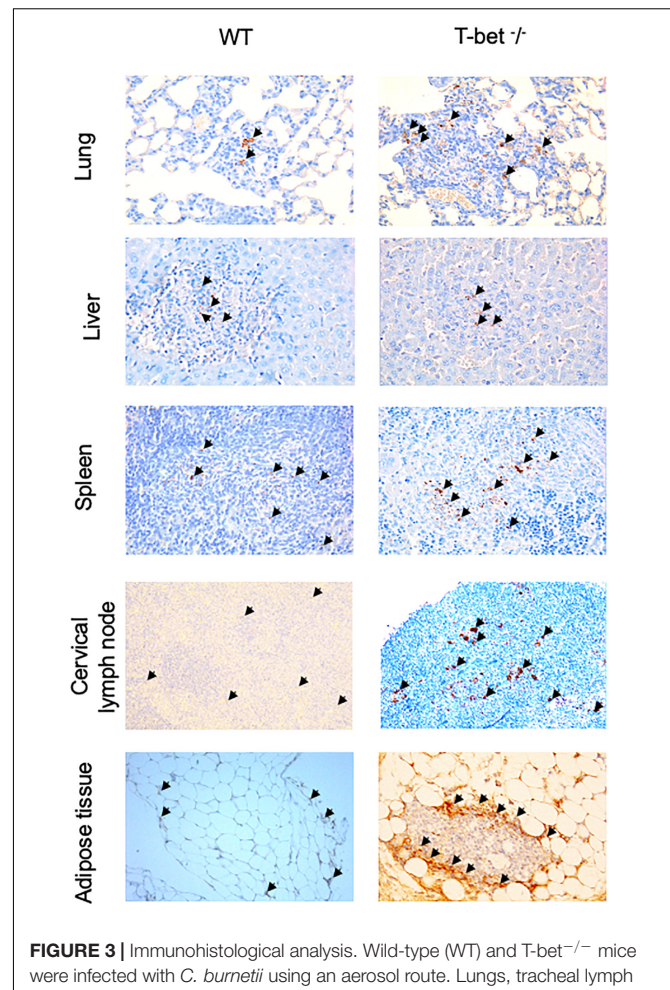 WT
T-bet -/-
Lung
Liver
Spleen
Cervical
lymph node
Adipose tissue
FIGURE 3 | Immunohistological analysis. Wild-type (WT) and T-bet−/− mice
were infected with C. burnetii using an aerosol route. Lungs, tracheal lymph